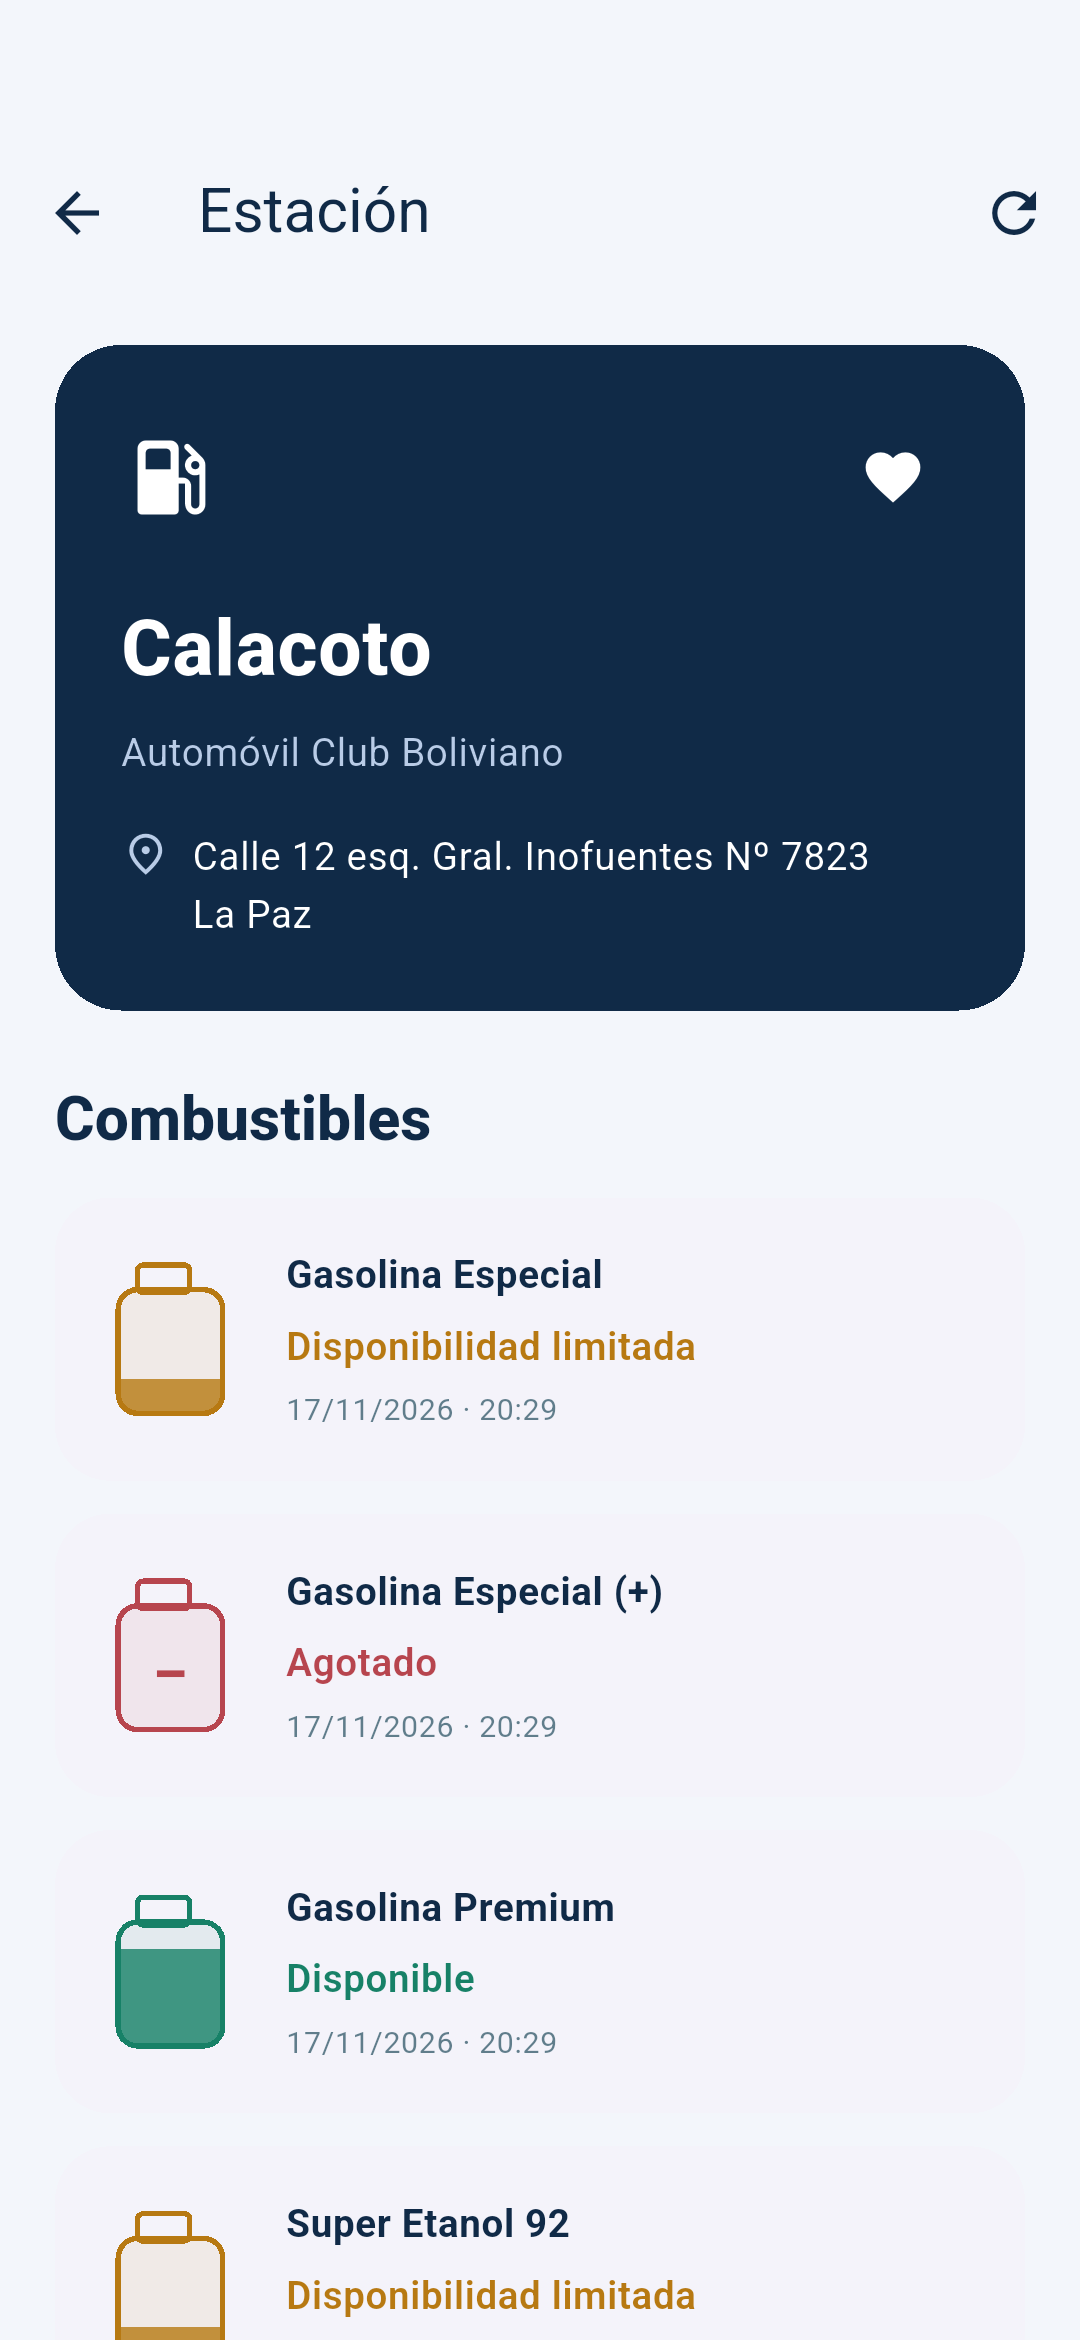 Estación
Calacoto
Automóvil Club Boliviano
Calle 12 esq. Gral. Inofuentes Nº 7823
La Paz
Combustibles
Gasolina Especial
Disponibilidad limitada
17/11/2026 · 20:29
Gasolina Especial (+)
Agotado
17/11/2026 · 20:29
Gasolina Premium
Disponible
17/11/2026 · 20:29
Super Etanol 92
Disponibilidad limitada